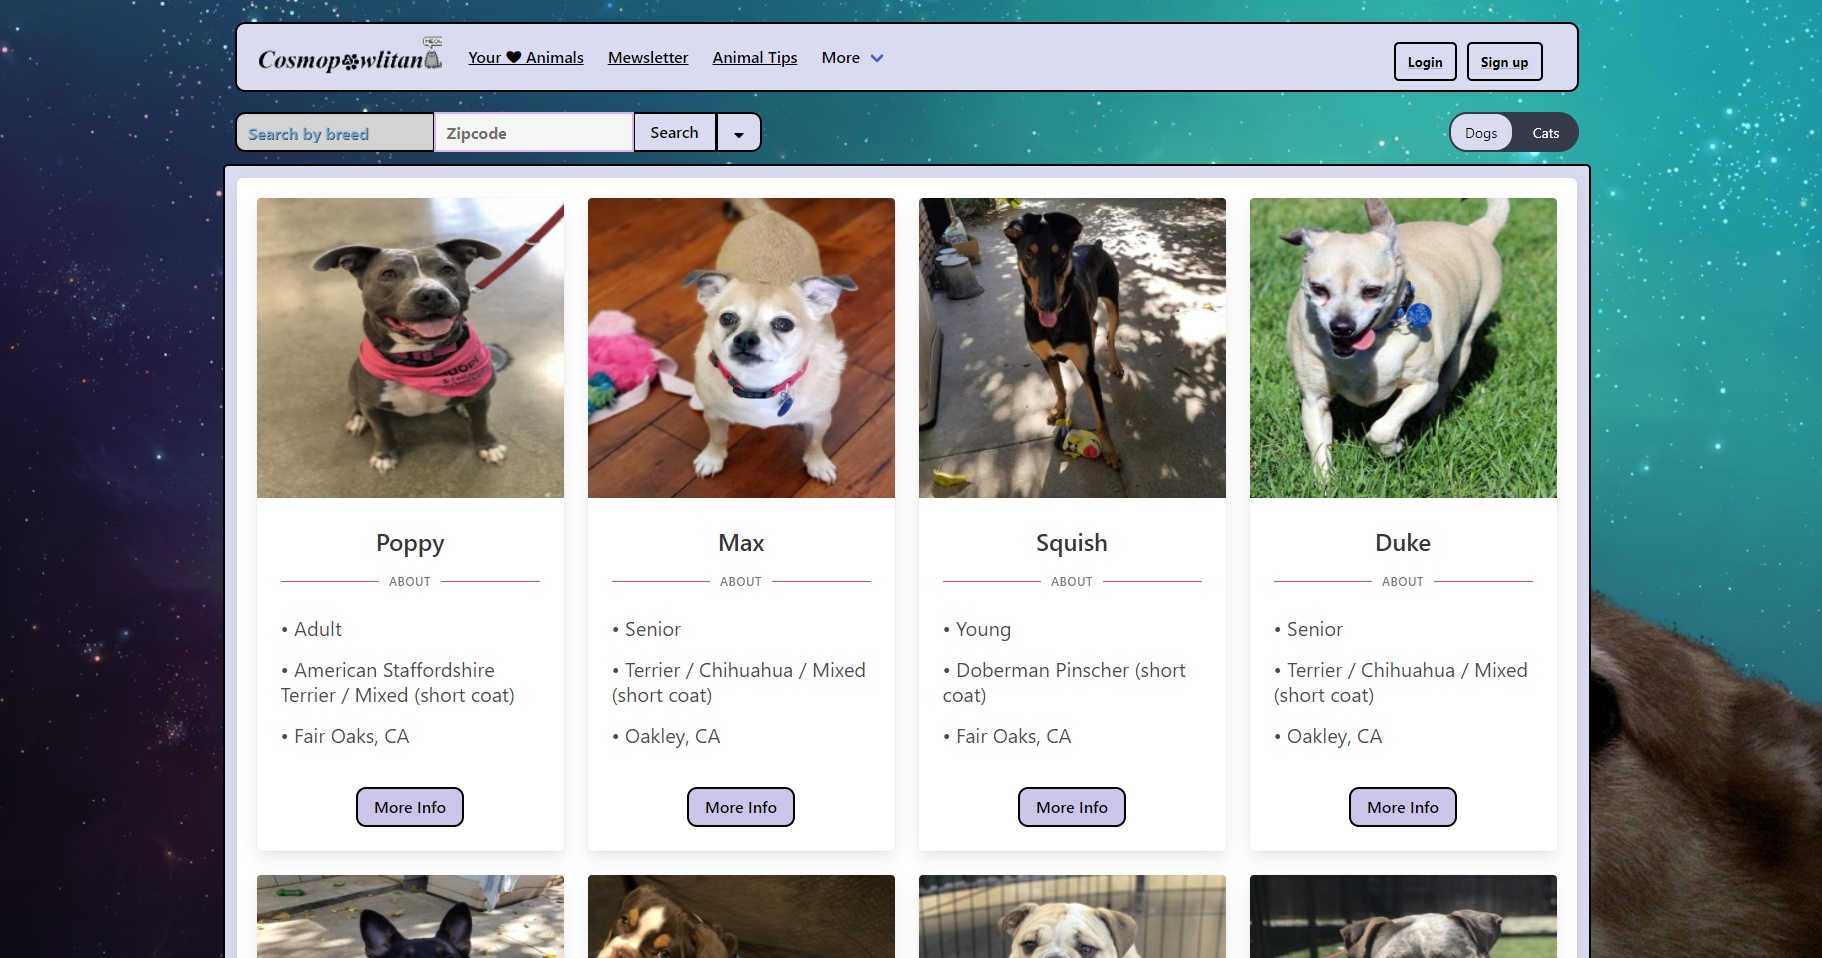 Cosmopowlitan
MEOW
Your ♥ Animals
Mewsletter
Animal Tips
More
Login
Sign up
Search by breed
Zipcode
Search
Dogs
Cats
Poppy
ABOUT
• Adult
• American Staffordshire
Terrier / Mixed (short coat)
• Fair Oaks, CA
More Info
Max
ABOUT
• Senior
• Terrier / Chihuahua / Mixed
(short coat)
• Oakley, CA
More Info
Squish
ABOUT
• Young
• Doberman Pinscher (short
coat)
• Fair Oaks, CA
More Info
Duke
ABOUT
• Senior
• Terrier / Chihuahua / Mixed
(short coat)
• Oakley, CA
More Info